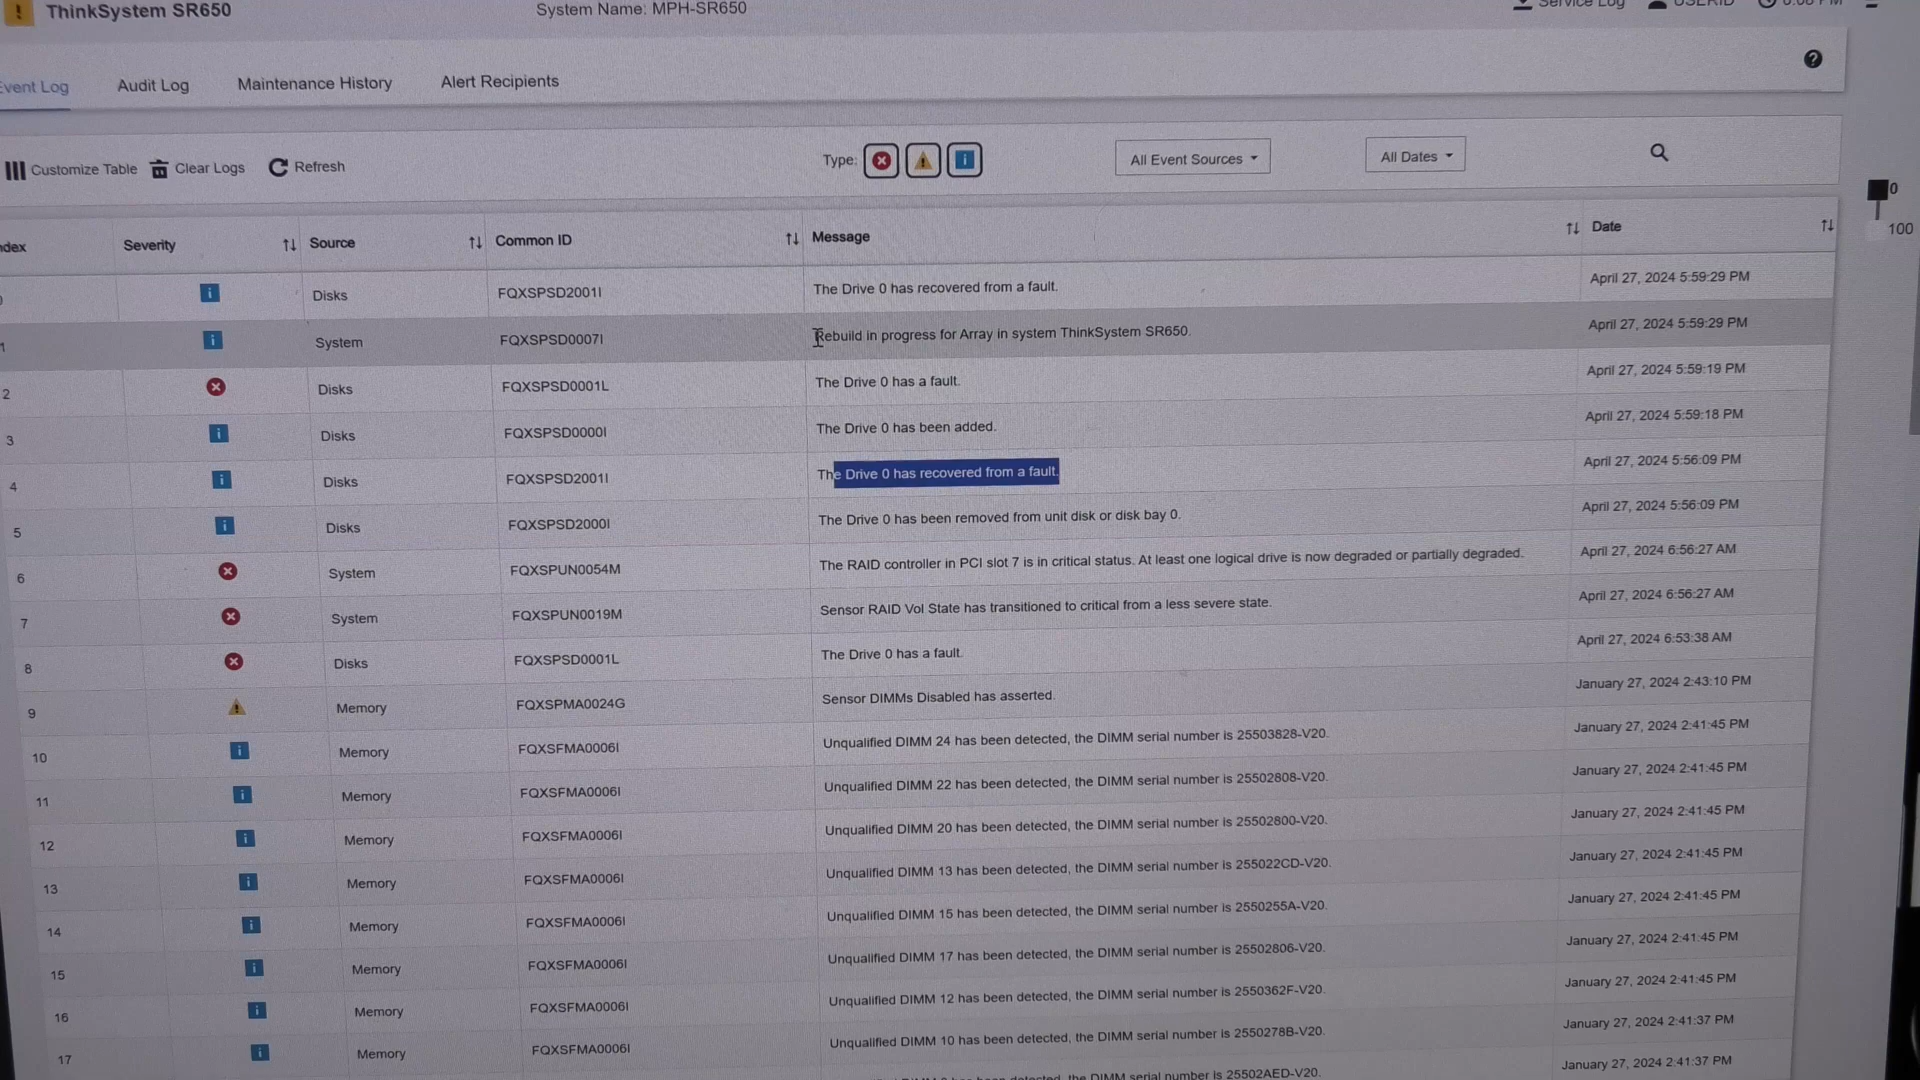 ThinkSystem SR650 System Name: MPH-SR650 Service Log USERID
Event Log Audit Log Maintenance History Alert Recipients
Customize Table Clear Logs Refresh Type: All Event Sources All Dates
0
100
Index Severity Source Common ID Message Date
0 Disks FQXSPSD2001I The Drive 0 has recovered from a fault. April 27, 2024 5:59:29 PM
1 System FQXSPSD0007I Rebuild in progress for Array in system ThinkSystem SR650. April 27, 2024 5:59:29 PM
2 Disks FQXSPSD0001L The Drive 0 has a fault. April 27, 2024 5:59:19 PM
3 Disks FQXSPSD0000I The Drive 0 has been added. April 27, 2024 5:59:18 PM
4 Disks FQXSPSD2001I The Drive 0 has recovered from a fault. April 27, 2024 5:56:09 PM
5 Disks FQXSPSD2000I The Drive 0 has been removed from unit disk or disk bay 0. April 27, 2024 5:56:09 PM
6 System FQXSPUN0054M The RAID controller in PCI slot 7 is in critical status. At least one logical drive is now degraded or partially degraded. April 27, 2024 6:56:27 AM
7 System FQXSPUN0019M Sensor RAID Vol State has transitioned to critical from a less severe state. April 27, 2024 6:56:27 AM
8 Disks FQXSPSD0001L The Drive 0 has a fault. April 27, 2024 6:53:38 AM
9 Memory FQXSPMA0024G Sensor DIMMs Disabled has asserted. January 27, 2024 2:43:10 PM
10 Memory FQXSFMA0006I Unqualified DIMM 24 has been detected, the DIMM serial number is 25503828-V20. January 27, 2024 2:41:45 PM
11 Memory FQXSFMA0006I Unqualified DIMM 22 has been detected, the DIMM serial number is 25502808-V20. January 27, 2024 2:41:45 PM
12 Memory FQXSFMA0006I Unqualified DIMM 20 has been detected, the DIMM serial number is 25502800-V20. January 27, 2024 2:41:45 PM
13 Memory FQXSFMA0006I Unqualified DIMM 13 has been detected, the DIMM serial number is 255022CD-V20. January 27, 2024 2:41:45 PM
14 Memory FQXSFMA0006I Unqualified DIMM 15 has been detected, the DIMM serial number is 2550255A-V20. January 27, 2024 2:41:45 PM
15 Memory FQXSFMA0006I Unqualified DIMM 17 has been detected, the DIMM serial number is 25502806-V20. January 27, 2024 2:41:45 PM
16 Memory FQXSFMA0006I Unqualified DIMM 12 has been detected, the DIMM serial number is 2550362F-V20. January 27, 2024 2:41:45 PM
17 Memory FQXSFMA0006I Unqualified DIMM 10 has been detected, the DIMM serial number is 2550278B-V20. January 27, 2024 2:41:37 PM
detected, the DIMM serial number is 25502AED-V20. January 27, 2024 2:41:37 PM